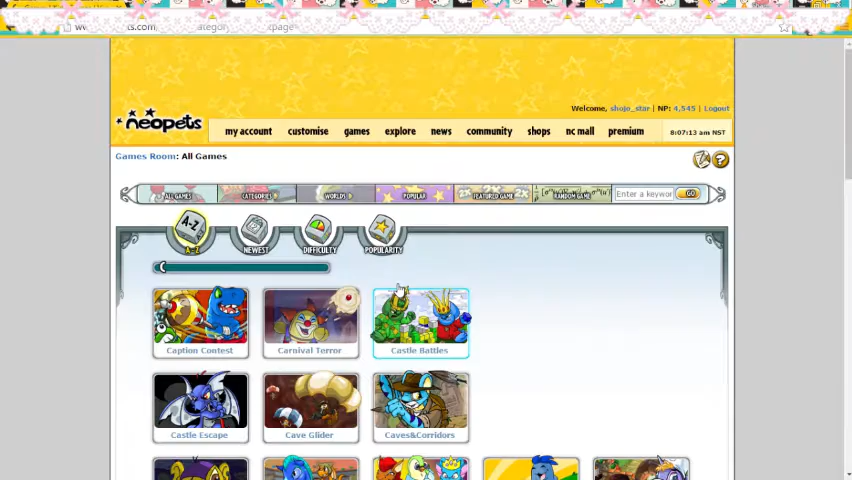 Welcome, shojo_star | NP: 4,545 | Logout
neopets
my account customise games explore news community shops nc mall premium
8:07:13 am NST
Games Room: All Games
ALL GAMES CATEGORIES WORLDS POPULAR FEATURED GAME RANDOM GAME Enter a keywor GO
A-Z
A-Z NEWEST DIFFICULTY POPULARITY
Caption Contest Carnival Terror Castle Battles
Castle Escape Cave Glider Caves&Corridors